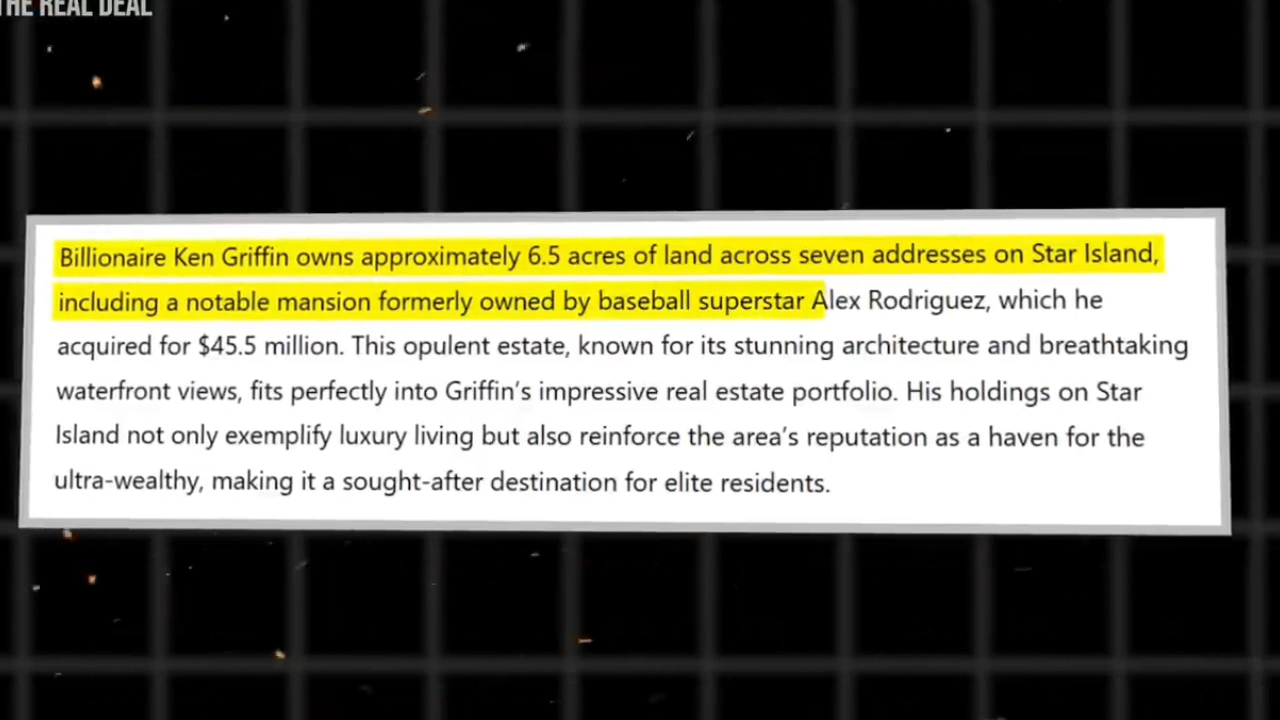 THE REAL DEAL
Billionaire Ken Griffin owns approximately 6.5 acres of land across seven addresses on Star Island,
including a notable mansion formerly owned by baseball superstar Alex Rodriguez, which he
acquired for $45.5 million. This opulent estate, known for its stunning architecture and breathtaking
waterfront views, fits perfectly into Griffin’s impressive real estate portfolio. His holdings on Star
Island not only exemplify luxury living but also reinforce the area’s reputation as a haven for the
ultra-wealthy, making it a sought-after destination for elite residents.